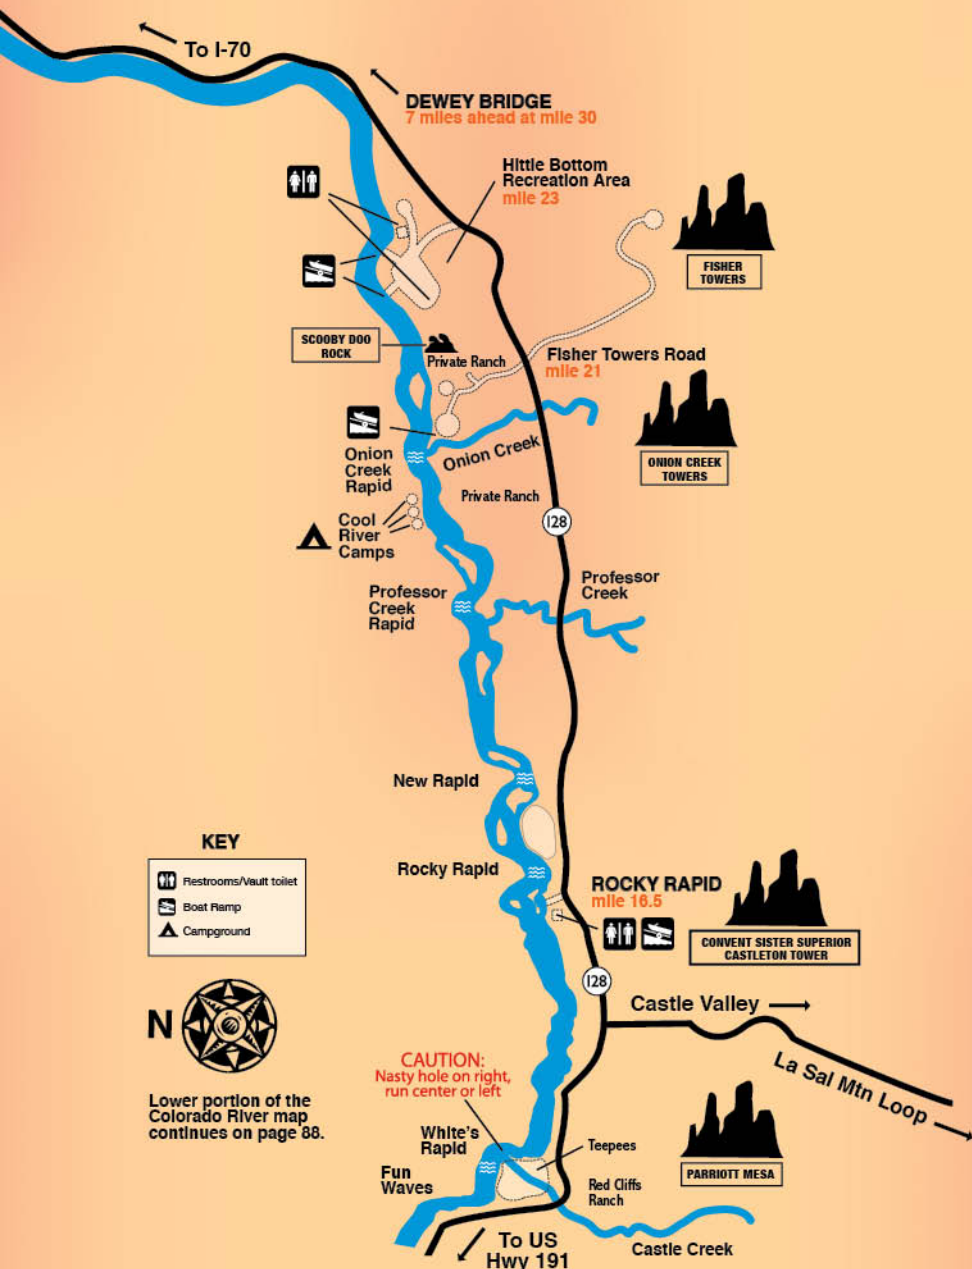 To I-70
DEWEY BRIDGE
7 miles ahead at mile 30
Hittle Bottom
Recreation Area
mile 23
FISHER
TOWERS
SCOOBY DOO
ROCK
Private Ranch
Fisher Towers Road
mile 21
Onion
Creek
Rapid
Onion Creek
ONION CREEK
TOWERS
Private Ranch
128
Cool
River
Camps
Professor
Creek
Professor
Creek
Rapid
New Rapid
KEY
Restrooms/Vault toilet
Boat Ramp
Campground
Rocky Rapid
ROCKY RAPID
mile 16.5
CONVENT SISTER SUPERIOR
CASTLETON TOWER
128
N
Castle Valley
La Sal Mtn Loop
Lower portion of the
Colorado River map
continues on page 88.
CAUTION:
Nasty hole on right,
run center or left
White's
Rapid
Teepees
Fun
Waves
Red Cliffs
Ranch
PARRIOTT MESA
To US
Hwy 191
Castle Creek